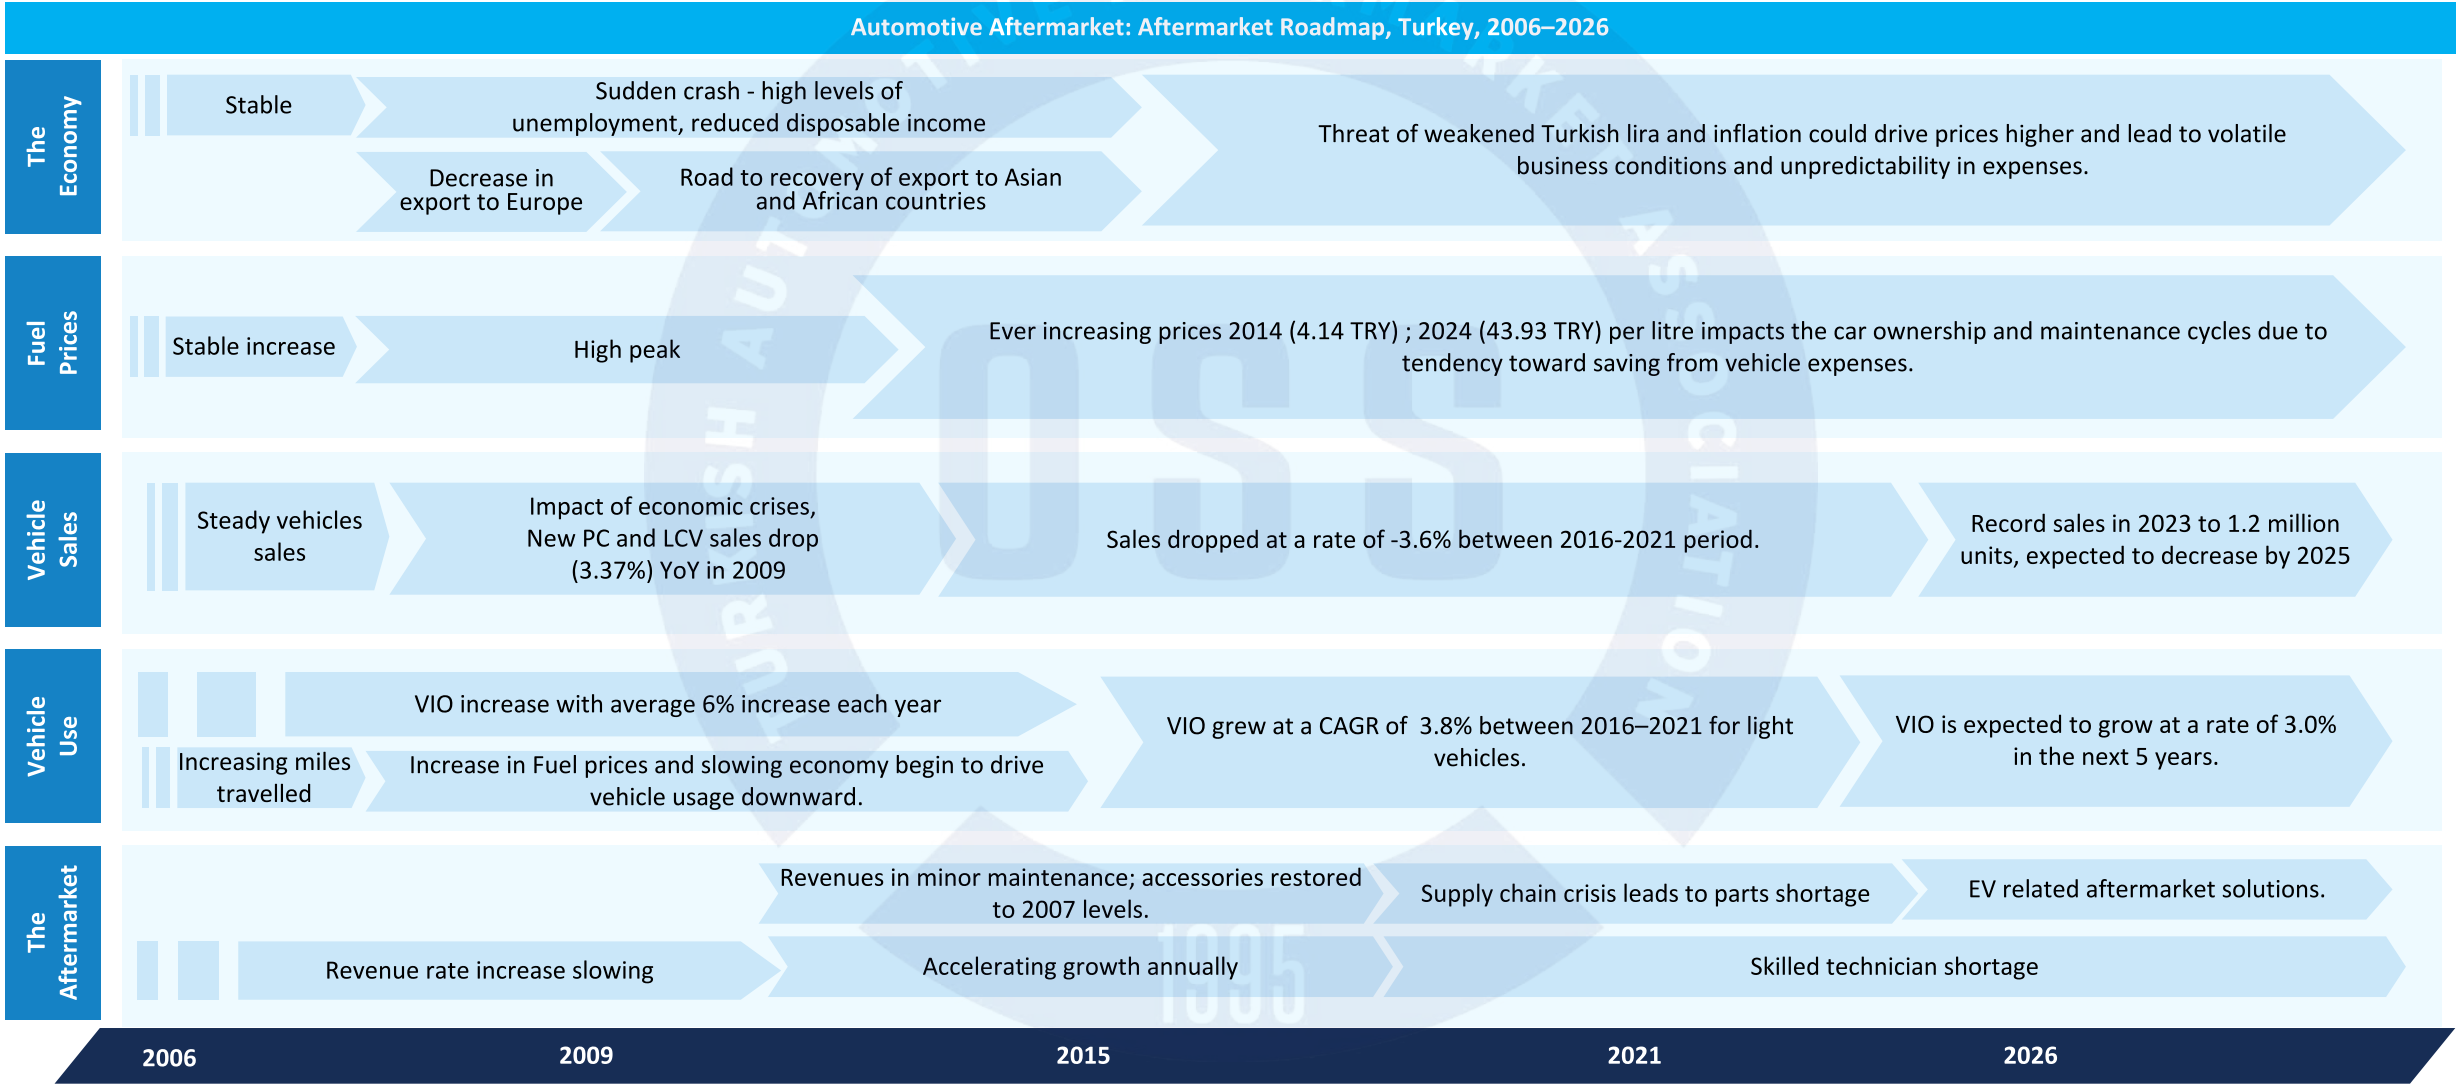 Automotive Aftermarket: Aftermarket Roadmap, Turkey, 2006–2026
The
Economy
Stable
Sudden crash - high levels of
unemployment, reduced disposable income
Decrease in
export to Europe
Road to recovery of export to Asian
and African countries
Threat of weakened Turkish lira and inflation could drive prices higher and lead to volatile
business conditions and unpredictability in expenses.
Fuel
Prices
Stable increase
High peak
Ever increasing prices 2014 (4.14 TRY) ; 2024 (43.93 TRY) per litre impacts the car ownership and maintenance cycles due to
tendency toward saving from vehicle expenses.
Vehicle
Sales
Steady vehicles
sales
Impact of economic crises,
New PC and LCV sales drop
(3.37%) YoY in 2009
Sales dropped at a rate of -3.6% between 2016-2021 period.
Record sales in 2023 to 1.2 million
units, expected to decrease by 2025
Vehicle
Use
VIO increase with average 6% increase each year
Increasing miles
travelled
Increase in Fuel prices and slowing economy begin to drive
vehicle usage downward.
VIO grew at a CAGR of  3.8% between 2016–2021 for light
vehicles.
VIO is expected to grow at a rate of 3.0%
in the next 5 years.
The
Aftermarket
Revenues in minor maintenance; accessories restored
to 2007 levels.
Supply chain crisis leads to parts shortage
EV related aftermarket solutions.
Revenue rate increase slowing
Accelerating growth annually
Skilled technician shortage
2006
2009
2015
2021
2026
TURKISH AUTOMOTIVE AFTERMARKET ASSOCIATION
OSS
1995